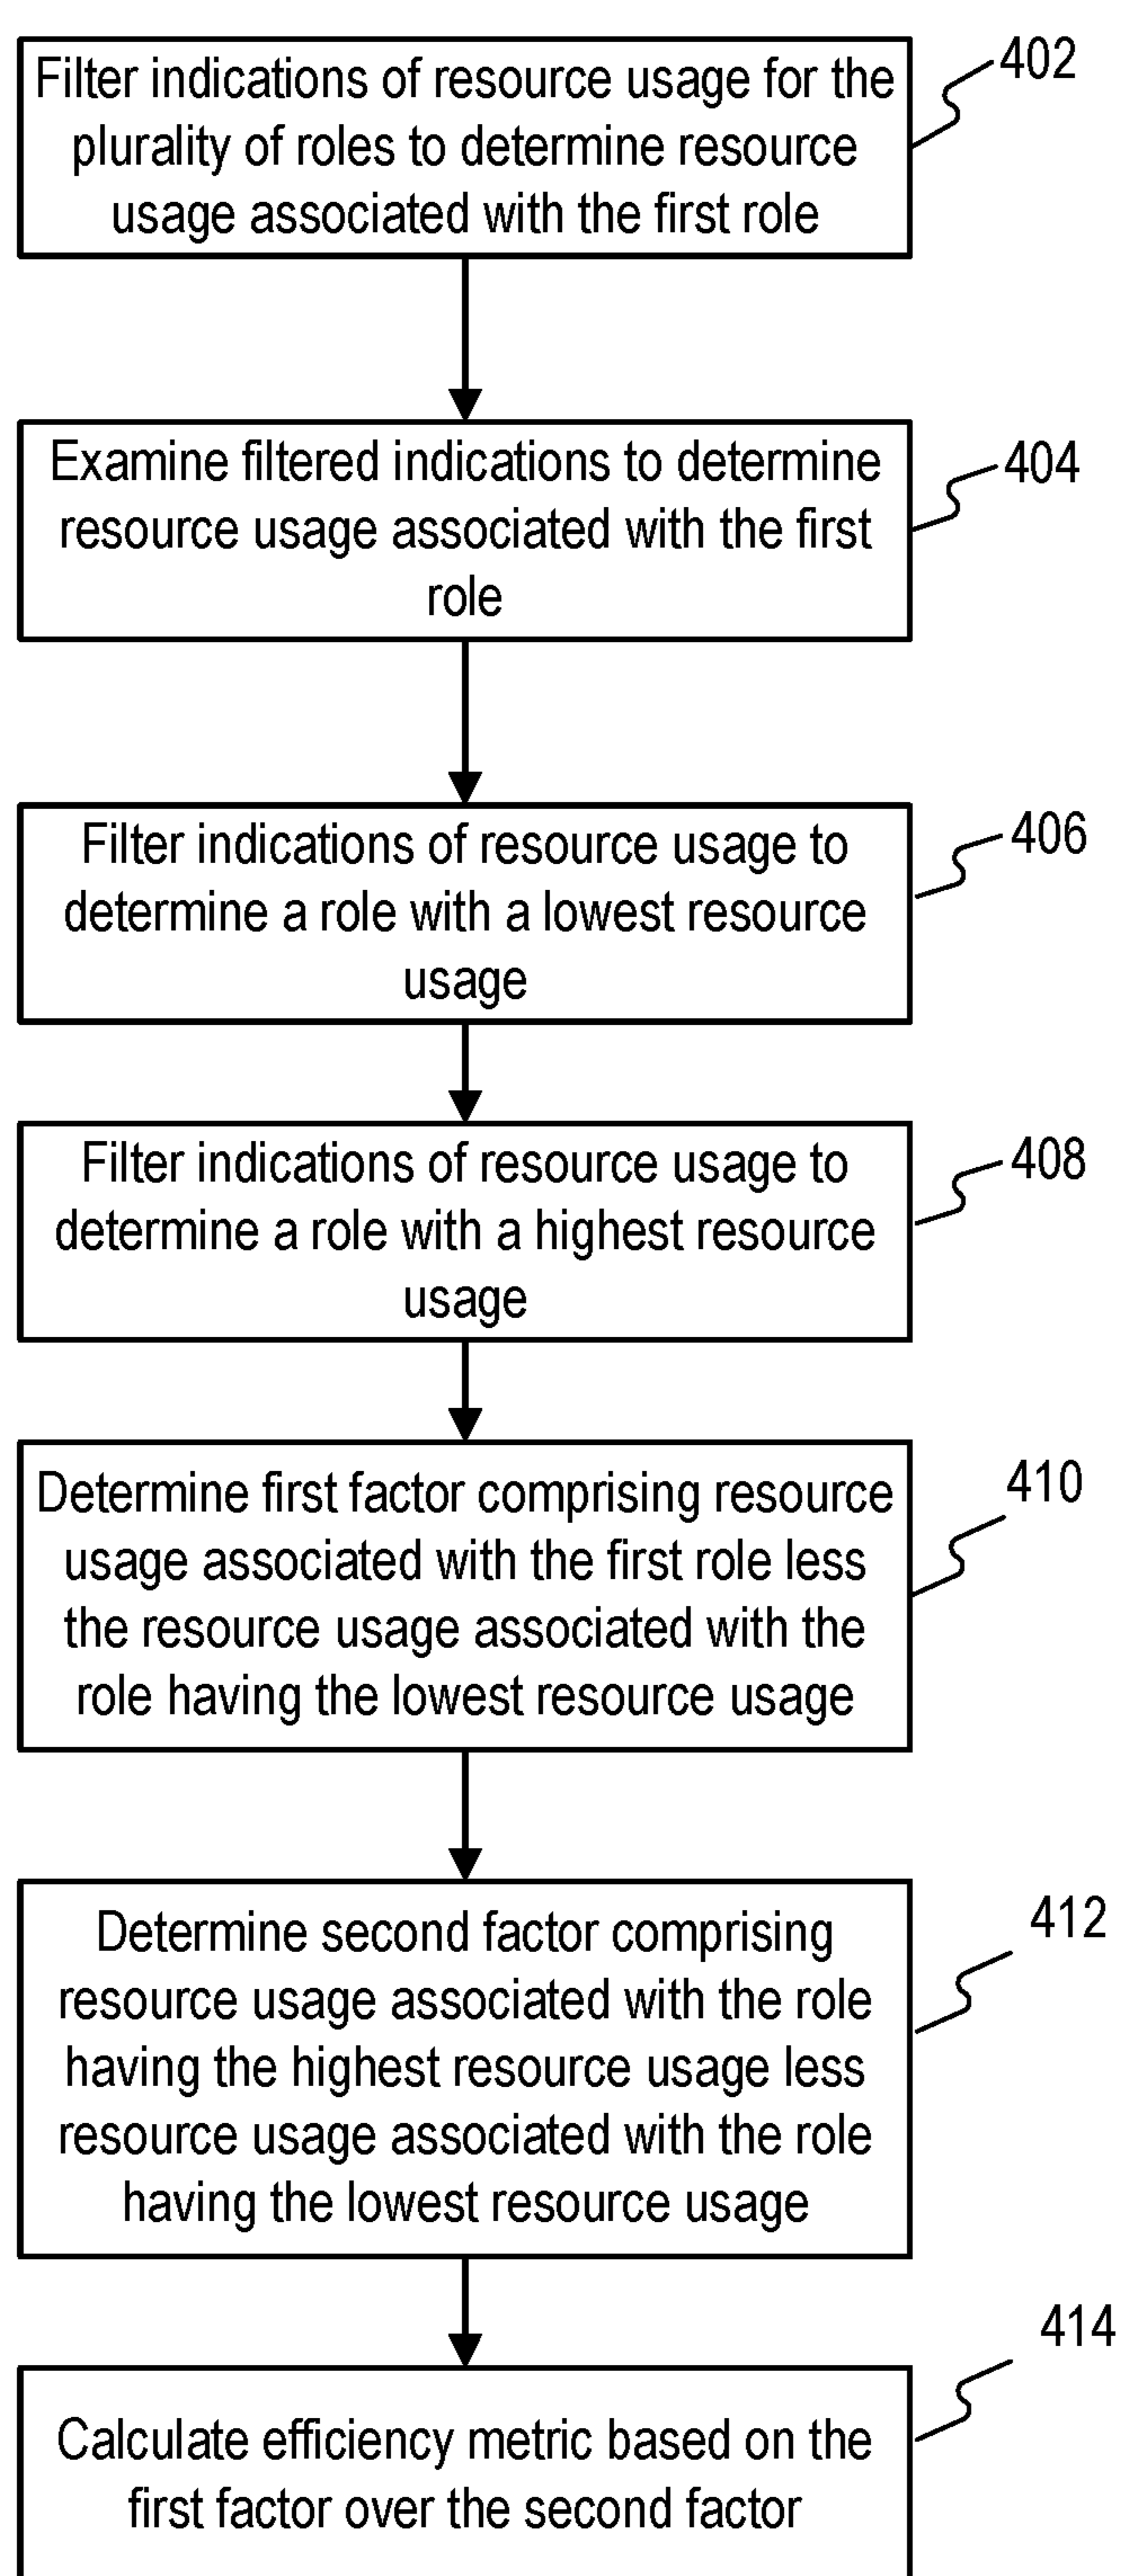 Filter indications of resource usage for the
plurality of roles to determine resource
usage associated with the first role
402
Examine filtered indications to determine
resource usage associated with the first
role
404
Filter indications of resource usage to
determine a role with a lowest resource
usage
406
Filter indications of resource usage to
determine a role with a highest resource
usage
408
Determine first factor comprising resource
usage associated with the first role less
the resource usage associated with the
role having the lowest resource usage
410
Determine second factor comprising
resource usage associated with the role
having the highest resource usage less
resource usage associated with the role
having the lowest resource usage
412
Calculate efficiency metric based on the
first factor over the second factor
414